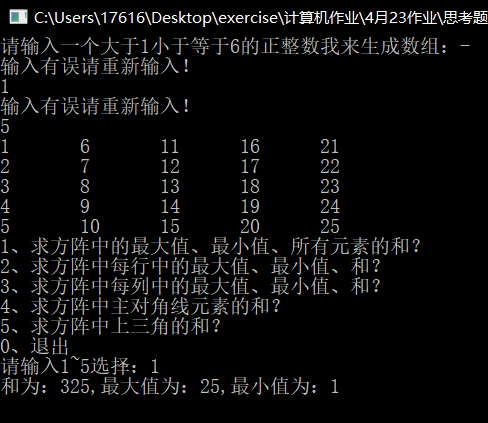 C:\Users\17616\Desktop\exercise\计算机作业\4月23作业\思考题
请输入一个大于1小于等于6的正整数我来生成数组：-
输入有误请重新输入！
1
输入有误请重新输入！
5
1 6 11 16 21
2 7 12 17 22
3 8 13 18 23
4 9 14 19 24
5 10 15 20 25
1、求方阵中的最大值、最小值、所有元素的和？
2、求方阵中每行中的最大值、最小值、和？
3、求方阵中每列中的最大值、最小值、和？
4、求方阵中主对角线元素的和？
5、求方阵中上三角的和？
0、退出
请输入1~5选择：1
和为：325,最大值为：25,最小值为：1